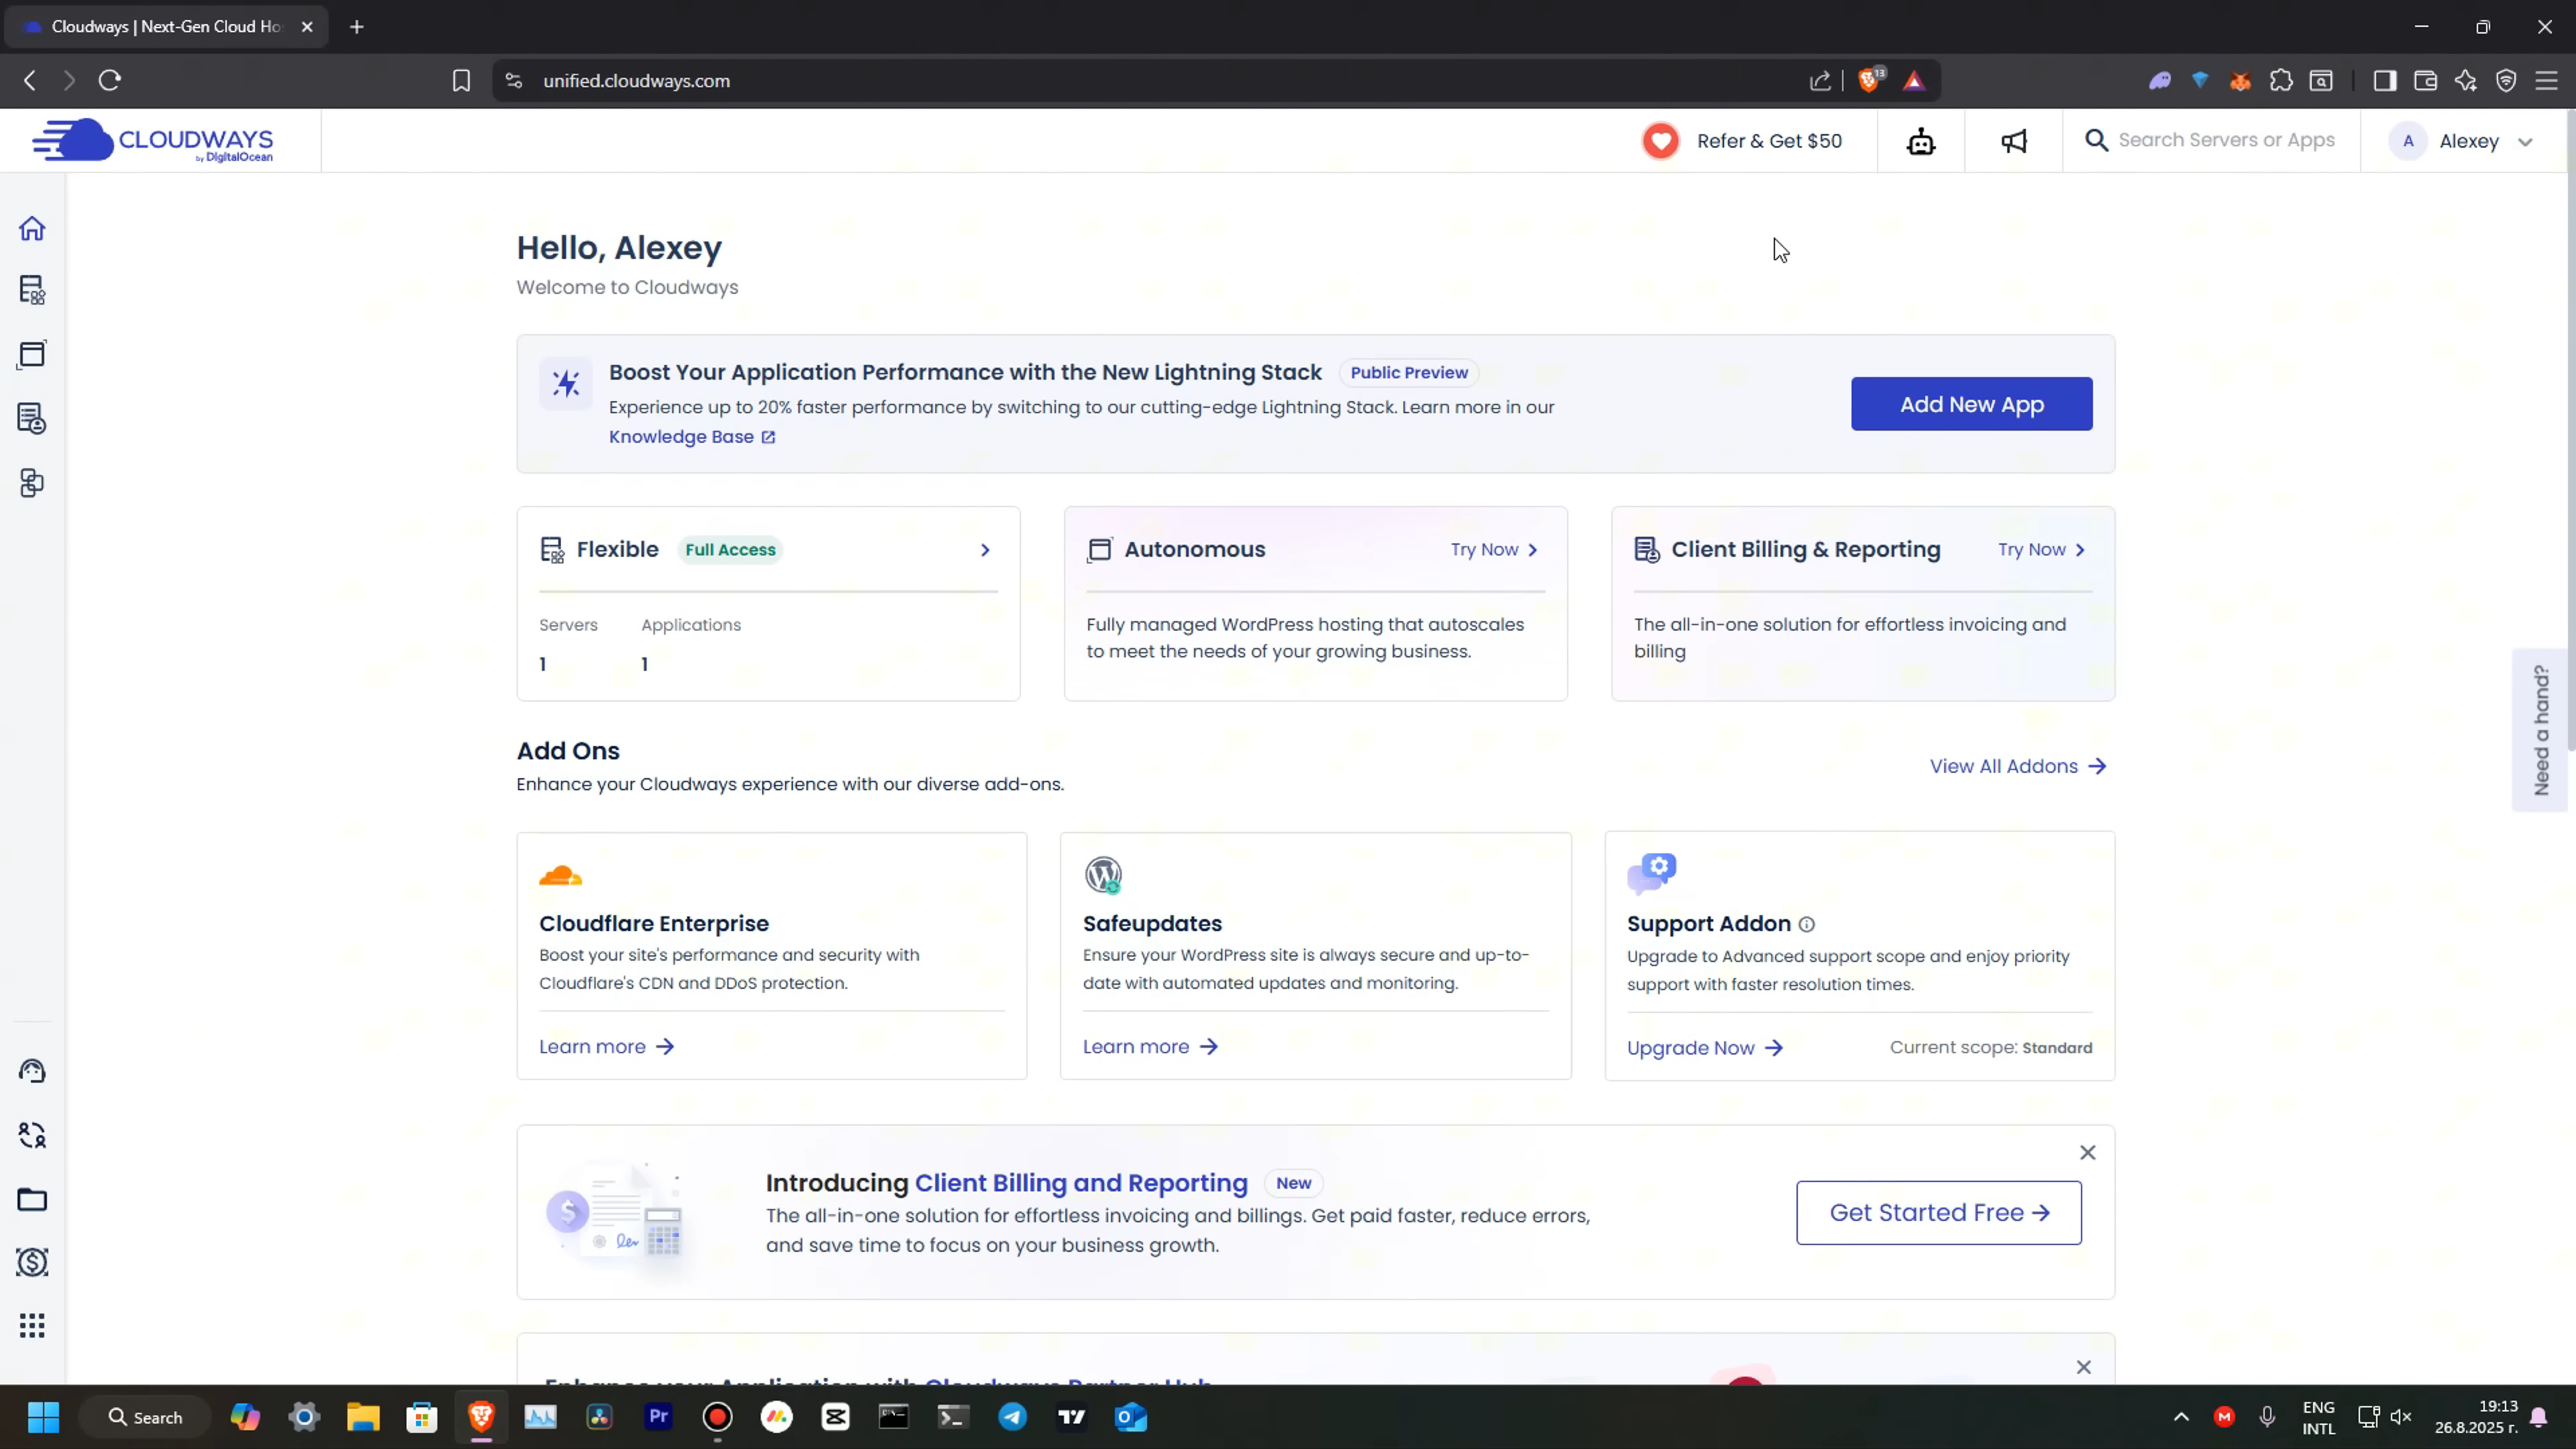 Cloudways | Next-Gen Cloud Ho
unified.cloudways.com
13
CLOUDWAYS
by DigitalOcean
Refer & Get $50
Search Servers or Apps
A
Alexey
Hello, Alexey
Welcome to Cloudways
Boost Your Application Performance with the New Lightning Stack
Public Preview
Experience up to 20% faster performance by switching to our cutting-edge Lightning Stack. Learn more in our
Knowledge Base
Add New App
Flexible
Full Access
Servers
Applications
1
1
Autonomous
Try Now
Fully managed WordPress hosting that autoscales
to meet the needs of your growing business.
Client Billing & Reporting
Try Now
The all-in-one solution for effortless invoicing and
billing
Need a hand?
Add Ons
Enhance your Cloudways experience with our diverse add-ons.
View All Addons
Cloudflare Enterprise
Boost your site's performance and security with
Cloudflare's CDN and DDoS protection.
Learn more
Safeupdates
Ensure your WordPress site is always secure and up-to-
date with automated updates and monitoring.
Learn more
Support Addon
Upgrade to Advanced support scope and enjoy priority
support with faster resolution times.
Upgrade Now
Current scope: Standard
Introducing Client Billing and Reporting
New
The all-in-one solution for effortless invoicing and billings. Get paid faster, reduce errors,
and save time to focus on your business growth.
Get Started Free
Enhance your Application with Cloudways Partner Hub
Search
Pr
ENG
INTL
19:13
26.8.2025 г.